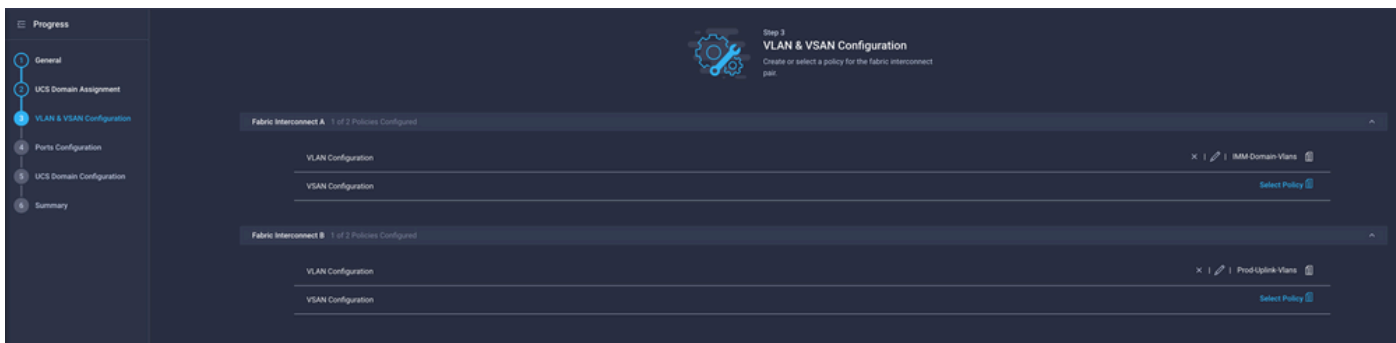 Progress
1 General
2 UCS Domain Assignment
3 VLAN & VSAN Configuration
4 Ports Configuration
5 UCS Domain Configuration
6 Summary
Step 3
VLAN & VSAN Configuration
Create or select a policy for the fabric interconnect
pair.
Fabric Interconnect A 1 of 2 Policies Configured
VLAN Configuration × | | IMM-Domain-Vlans
VSAN Configuration Select Policy
Fabric Interconnect B 1 of 2 Policies Configured
VLAN Configuration × | | Prod-Uplink-Vlans
VSAN Configuration Select Policy